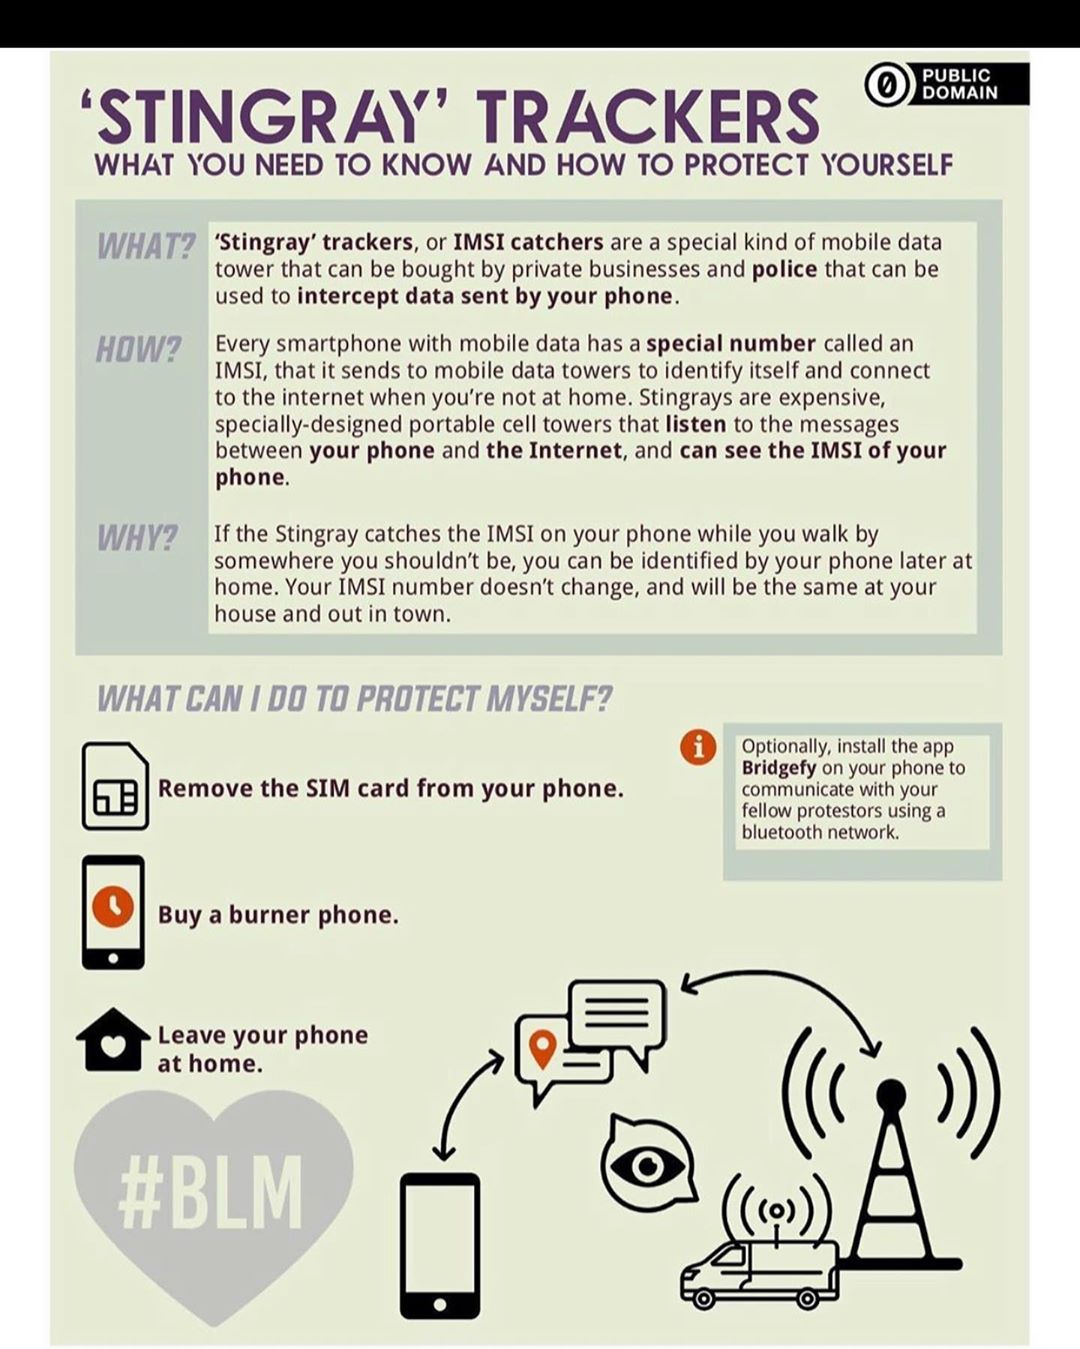 PUBLIC
DOMAIN
‘STINGRAY’ TRACKERS
WHAT YOU NEED TO KNOW AND HOW TO PROTECT YOURSELF
WHAT?
‘Stingray’ trackers, or IMSI catchers are a special kind of mobile data
tower that can be bought by private businesses and police that can be
used to intercept data sent by your phone.
HOW?
Every smartphone with mobile data has a special number called an
IMSI, that it sends to mobile data towers to identify itself and connect
to the internet when you’re not at home. Stingrays are expensive,
specially-designed portable cell towers that listen to the messages
between your phone and the Internet, and can see the IMSI of your
phone.
WHY?
If the Stingray catches the IMSI on your phone while you walk by
somewhere you shouldn’t be, you can be identified by your phone later at
home. Your IMSI number doesn’t change, and will be the same at your
house and out in town.
WHAT CAN I DO TO PROTECT MYSELF?
Remove the SIM card from your phone.
i
Optionally, install the app
Bridgefy on your phone to
communicate with your
fellow protestors using a
bluetooth network.
Buy a burner phone.
Leave your phone
at home.
#BLM